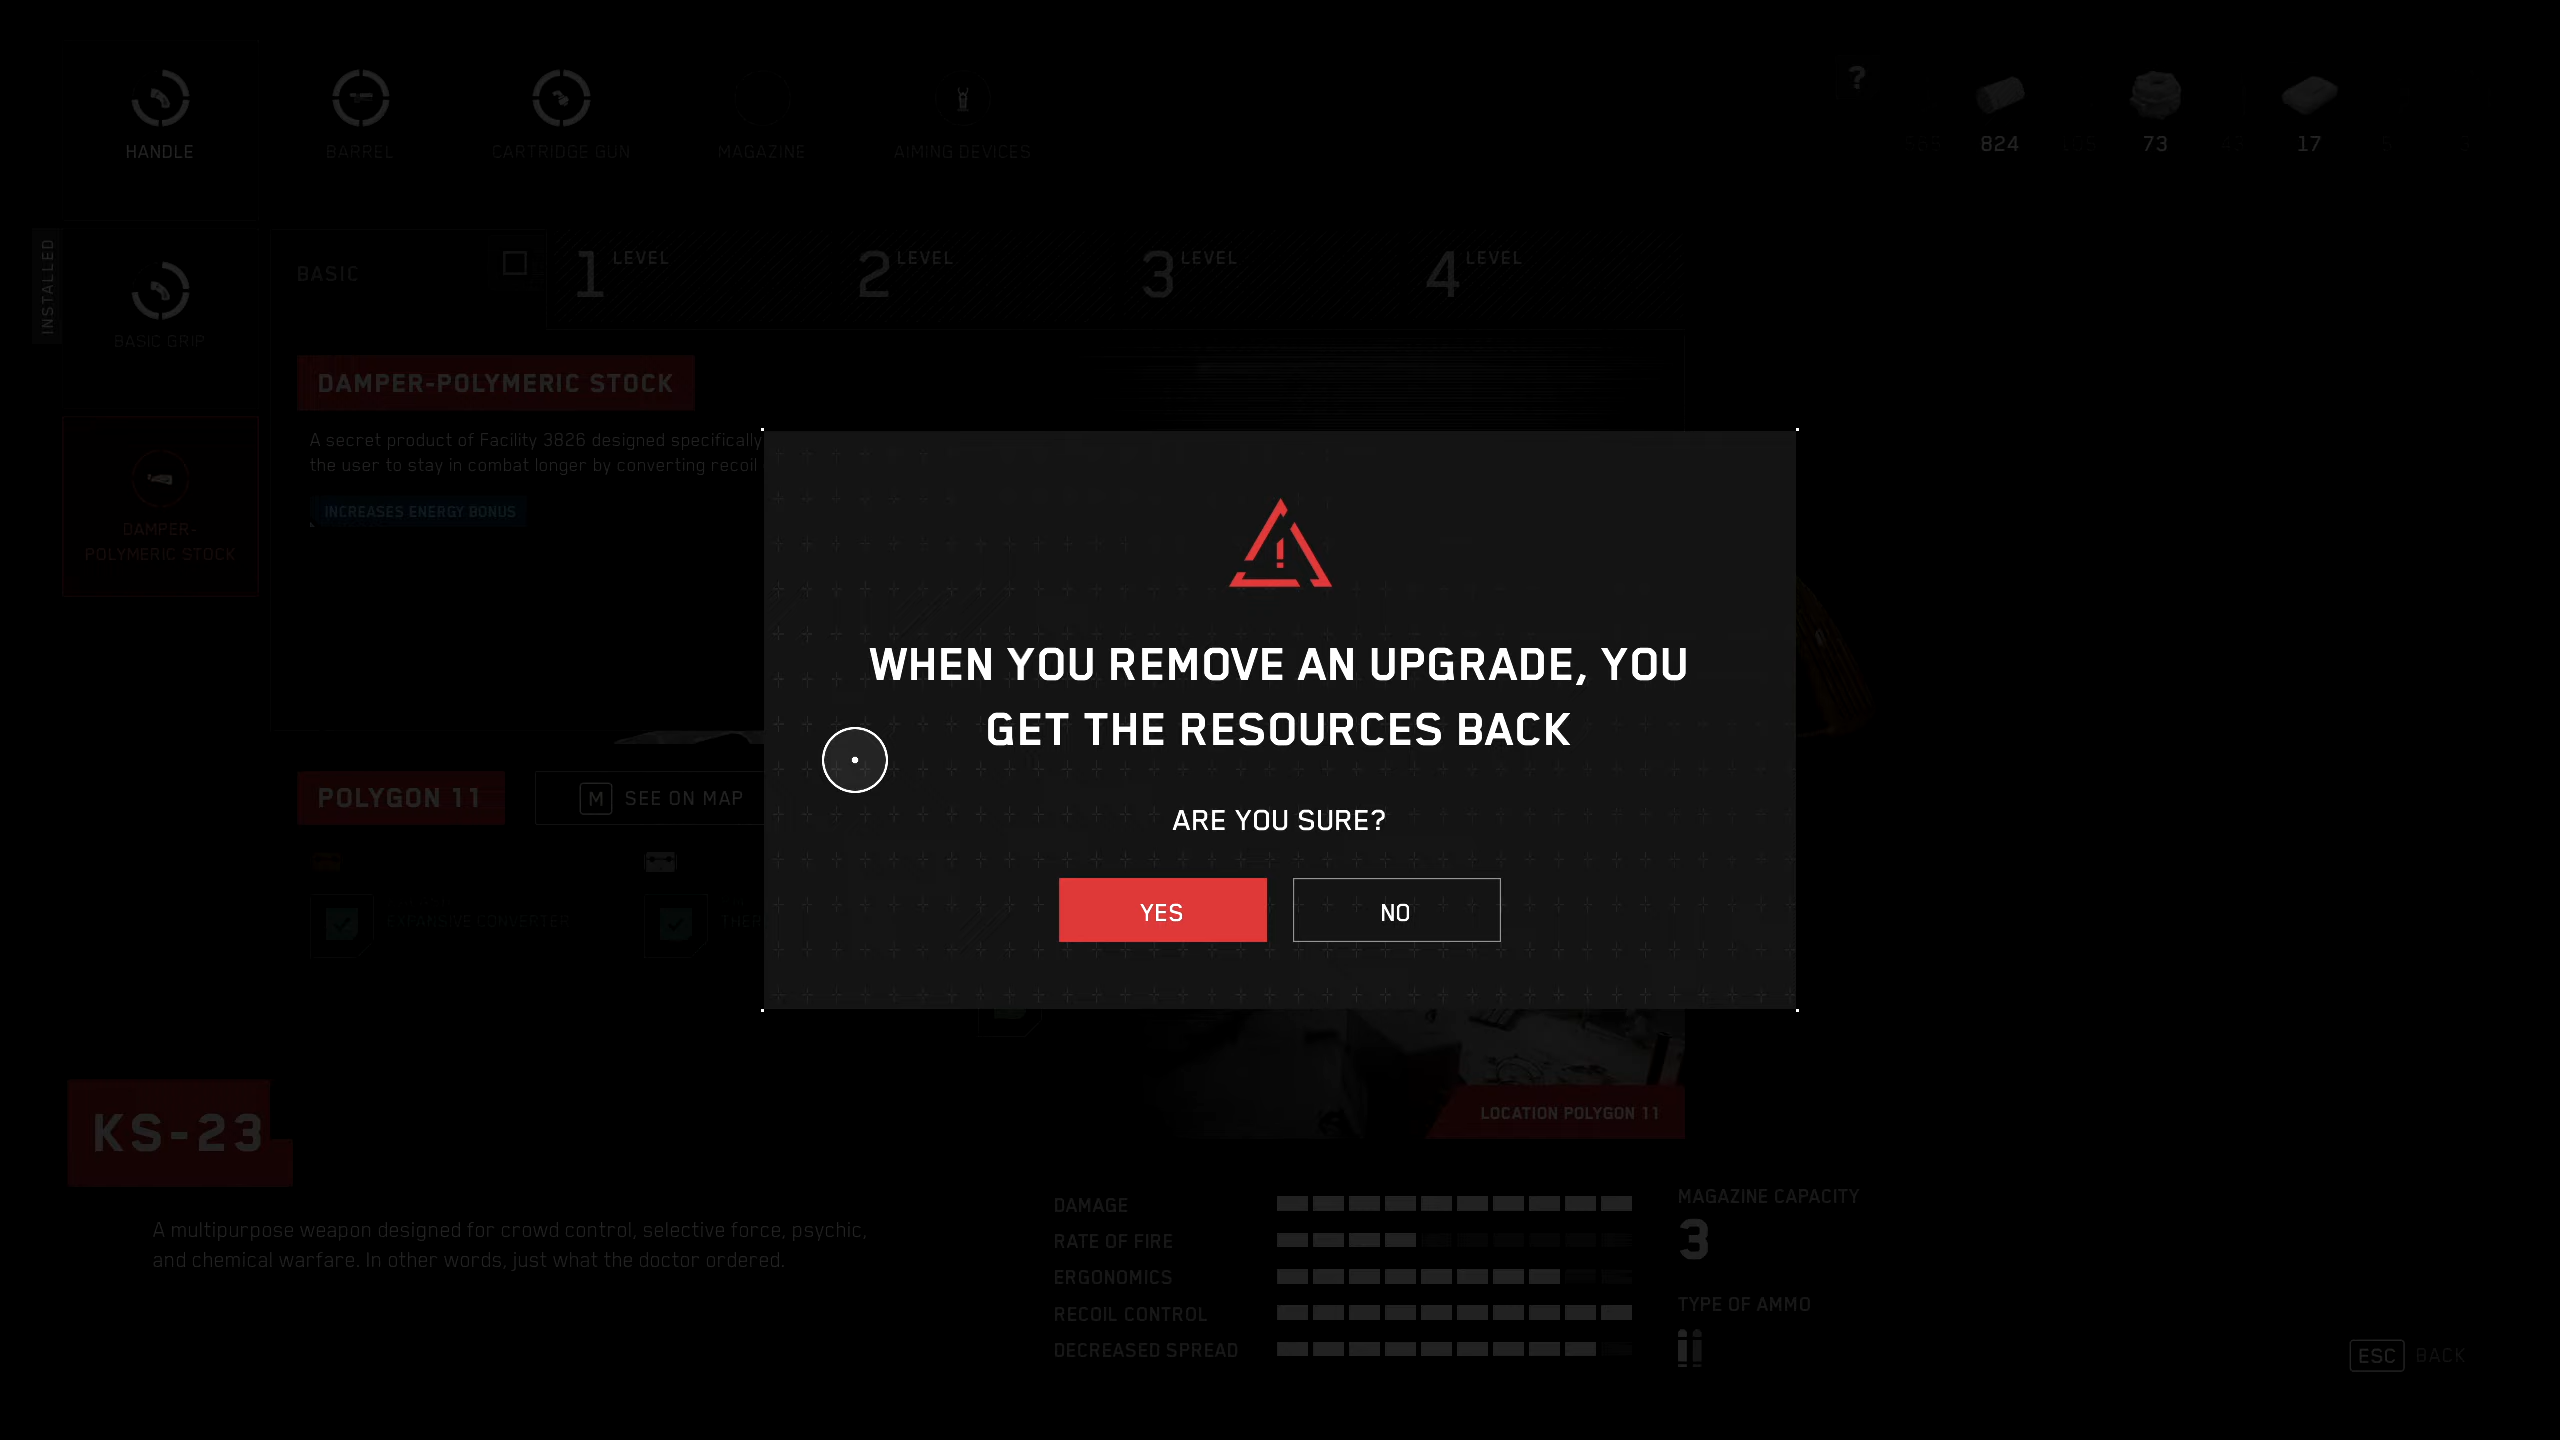 HANDLE
BARREL
CARTRIDGE GUN
MAGAZINE
AIMING DEVICES
?
824
73
17
INSTALLED
BASIC GRIP
DAMPER-
POLYMERIC STOCK
BASIC
1 LEVEL
2 LEVEL
3 LEVEL
4 LEVEL
DAMPER-POLYMERIC STOCK
A secret product of Facility 3826 designed specifically
the user to stay in combat longer by converting recoil
INCREASES ENERGY BONUS
WHEN YOU REMOVE AN UPGRADE, YOU
GET THE RESOURCES BACK
ARE YOU SURE?
YES
NO
POLYGON 11
M SEE ON MAP
EXPANSIVE CONVERTER
LOCATION POLYGON 11
KS-23
A multipurpose weapon designed for crowd control, selective force, psychic,
and chemical warfare. In other words, just what the doctor ordered.
DAMAGE
RATE OF FIRE
ERGONOMICS
RECOIL CONTROL
DECREASED SPREAD
MAGAZINE CAPACITY
3
TYPE OF AMMO
ESC BACK